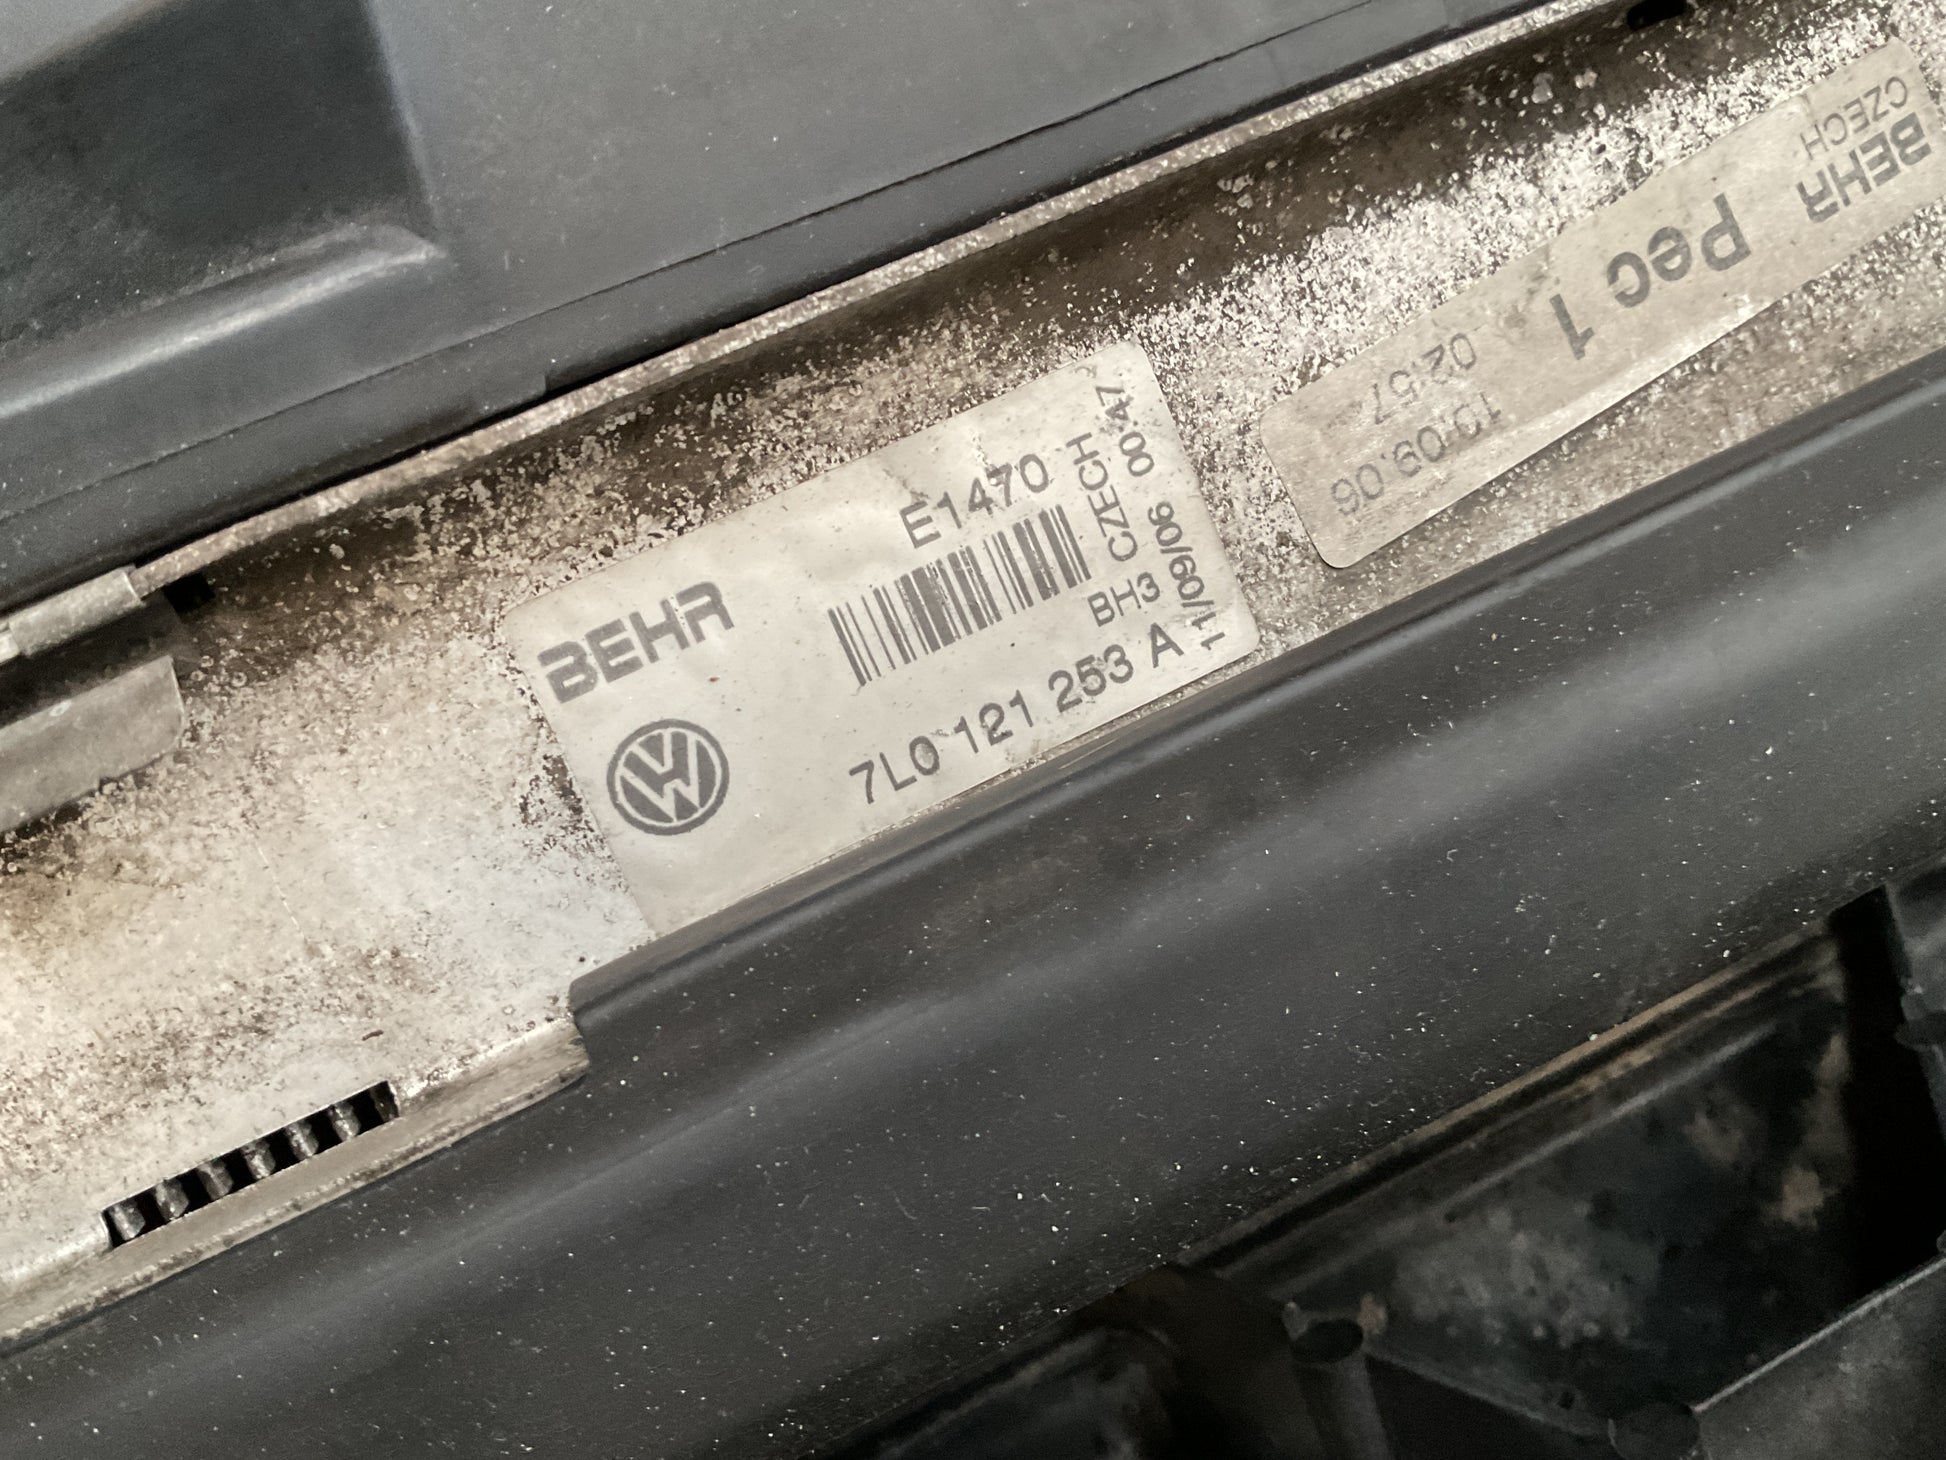 BEHR
E1470
BH3 CZECH
11/09/06 00:47
7L0 121 253 A
BEHR
CZECH
Pec 1
10.09.06
02:57